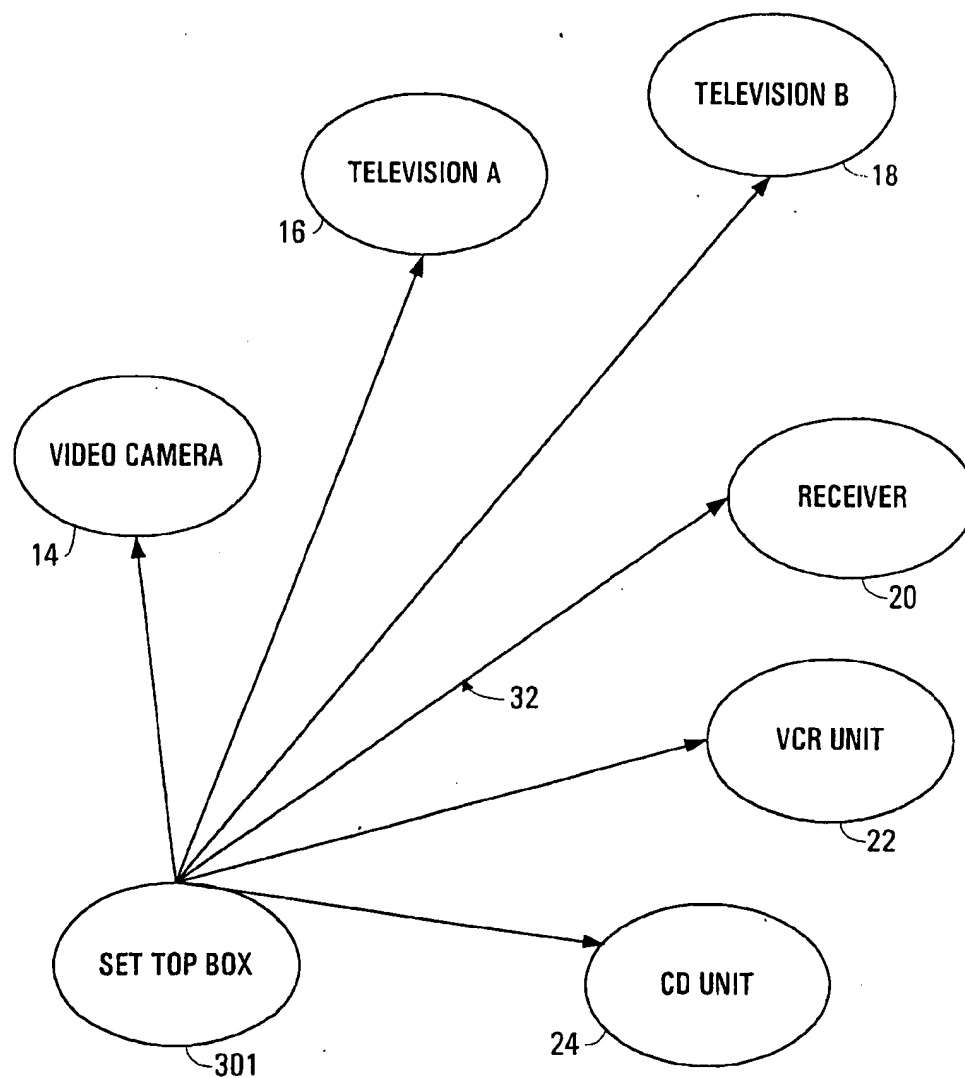 TELEVISION B
18
TELEVISION A
16
VIDEO CAMERA
14
RECEIVER
20
32
VCR UNIT
22
SET TOP BOX
301
CD UNIT
24